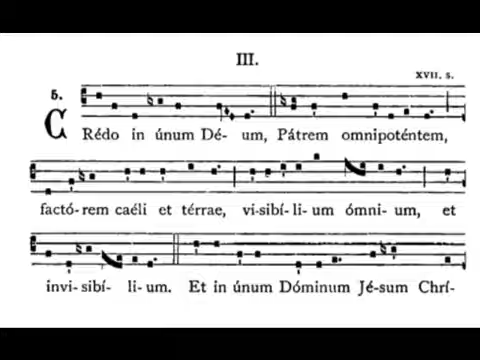 III.
XVII. s.
5.
CRédo in únum Dé- um, Pátrem omnipoténtem,
factó-rem caéli et térrae, vi-sibí-li-um ómni-um, et
invi-sibí- li-um. Et in únum Dóminum Jé-sum Chrí-